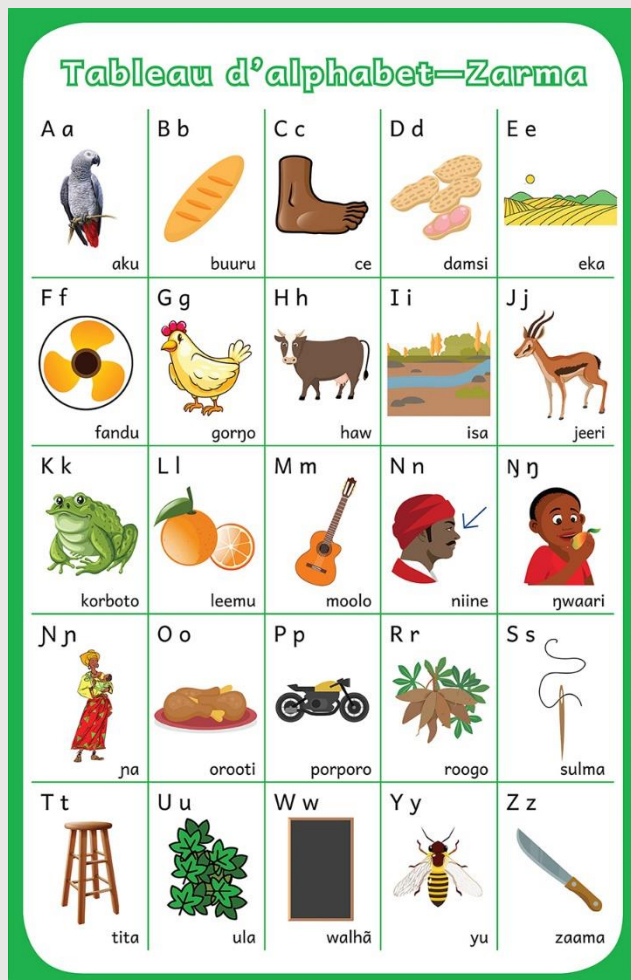 Tableau d'alphabet—Zarma
A a
aku
B b
buuru
C c
ce
D d
damsi
E e
eka
F f
fandu
G g
gorŋo
H h
haw
I i
isa
J j
jeeri
K k
korboto
L l
leemu
M m
moolo
N n
niine
Ŋ ŋ
ŋwaari
Ɲ ɲ
ɲa
O o
orooti
P p
porporo
R r
roogo
S s
sulma
T t
tita
U u
ula
W w
walhã
Y y
yu
Z z
zaama